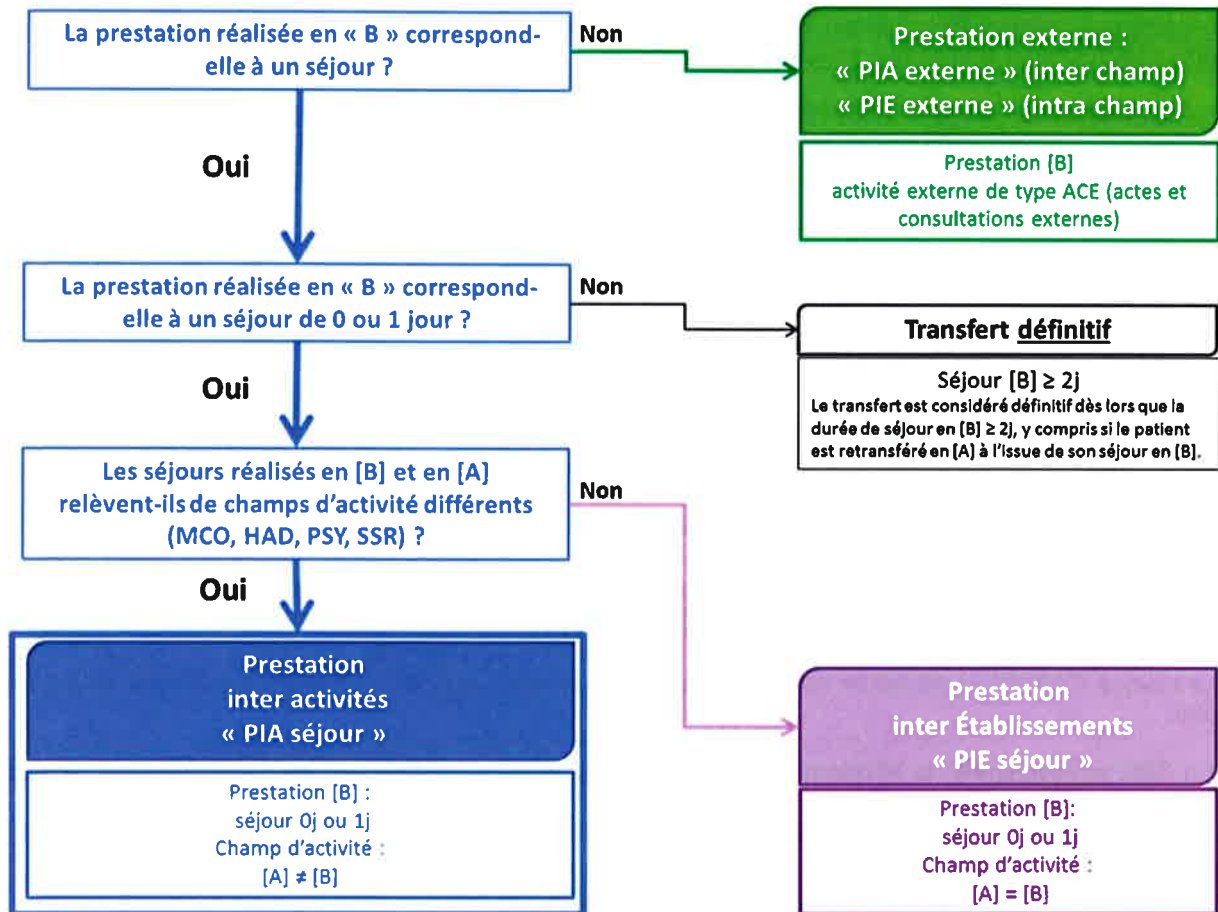 La prestation réalisée en « B » correspond-
elle à un séjour ?
Non
Prestation externe :
« PIA externe » (inter champ)
« PIE externe » (intra champ)
Prestation [B]
activité externe de type ACE (actes et
consultations externes)
Oui
La prestation réalisée en « B » correspond-
elle à un séjour de 0 ou 1 jour ?
Non
Transfert définitif
Séjour [B] ≥ 2j
Le transfert est considéré définitif dès lors que la
durée de séjour en [B] ≥ 2j, y compris si le patient
est retransféré en [A] à l'issue de son séjour en [B].
Oui
Les séjours réalisés en [B] et en [A]
relèvent-ils de champs d'activité différents
(MCO, HAD, PSY, SSR) ?
Non
Oui
Prestation
inter activités
« PIA séjour »
Prestation [B] :
séjour 0j ou 1j
Champ d'activité :
[A] ≠ [B]
Prestation
inter Établissements
« PIE séjour »
Prestation [B]:
séjour 0j ou 1j
Champ d'activité :
[A] = [B]